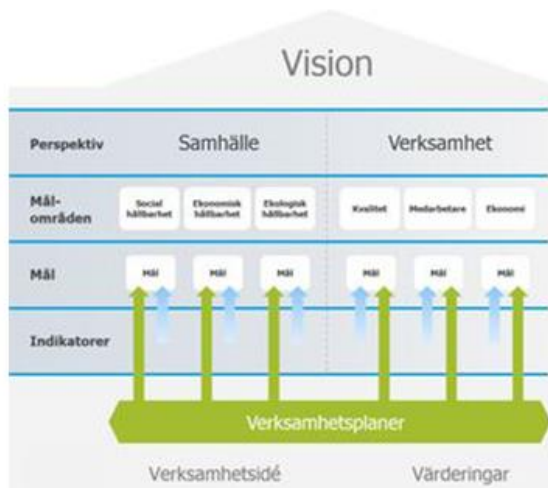 Vision
Perspektiv
Samhälle
Verksamhet
Mål-
områden
Social
hållbarhet
Ekonomisk
hållbarhet
Ekologisk
hållbarhet
Kvalitet
Medarbetare
Ekonomi
Mål
Mål
Mål
Mål
Mål
Mål
Mål
Indikatorer
Verksamhetsplaner
Verksamhetsidé
Värderingar